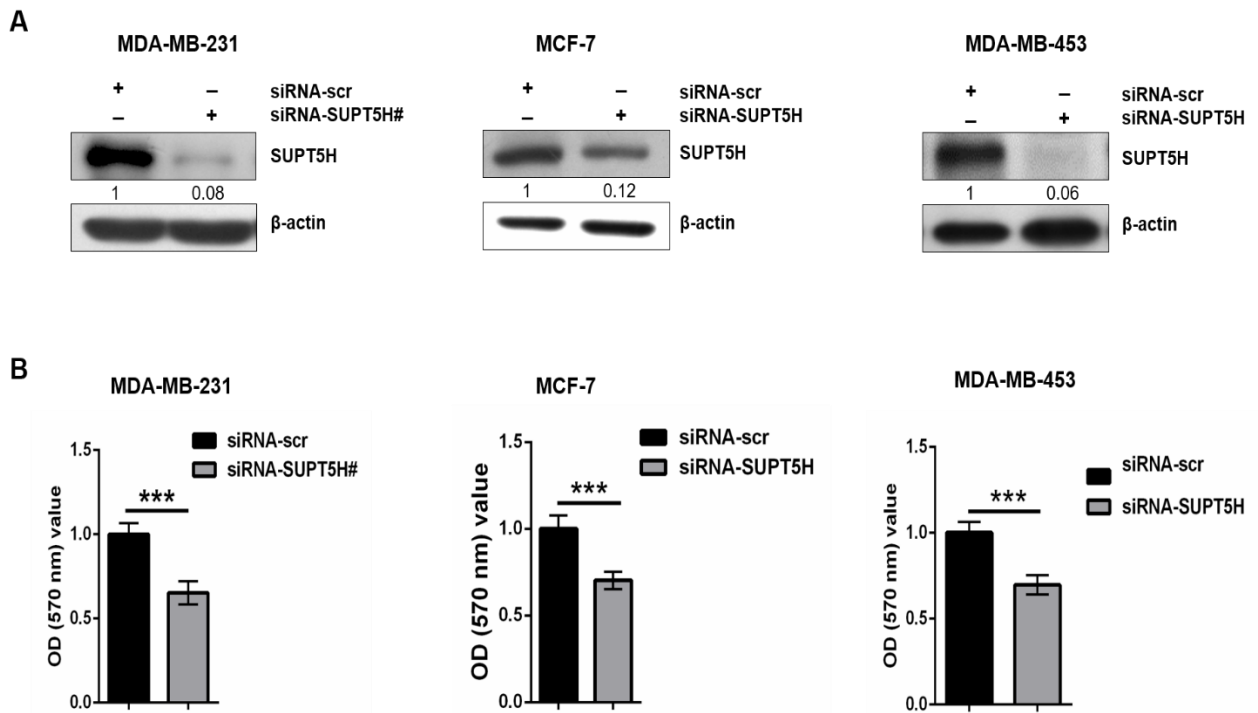 A
MDA-MB-231
+ –
siRNA-scr
– +
siRNA-SUPT5H#
SUPT5H
1 0.08
β-actin
MCF-7
+ –
siRNA-scr
– +
siRNA-SUPT5H
SUPT5H
1 0.12
β-actin
MDA-MB-453
+ –
siRNA-scr
– +
siRNA-SUPT5H
SUPT5H
1 0.06
β-actin
B
MDA-MB-231
siRNA-scr
siRNA-SUPT5H#
OD (570 nm) value
1.5
1.0
0.5
0.0
***
MCF-7
siRNA-scr
siRNA-SUPT5H
OD (570 nm) value
1.5
1.0
0.5
0.0
***
MDA-MB-453
siRNA-scr
siRNA-SUPT5H
OD (570 nm) value
1.5
1.0
0.5
0.0
***